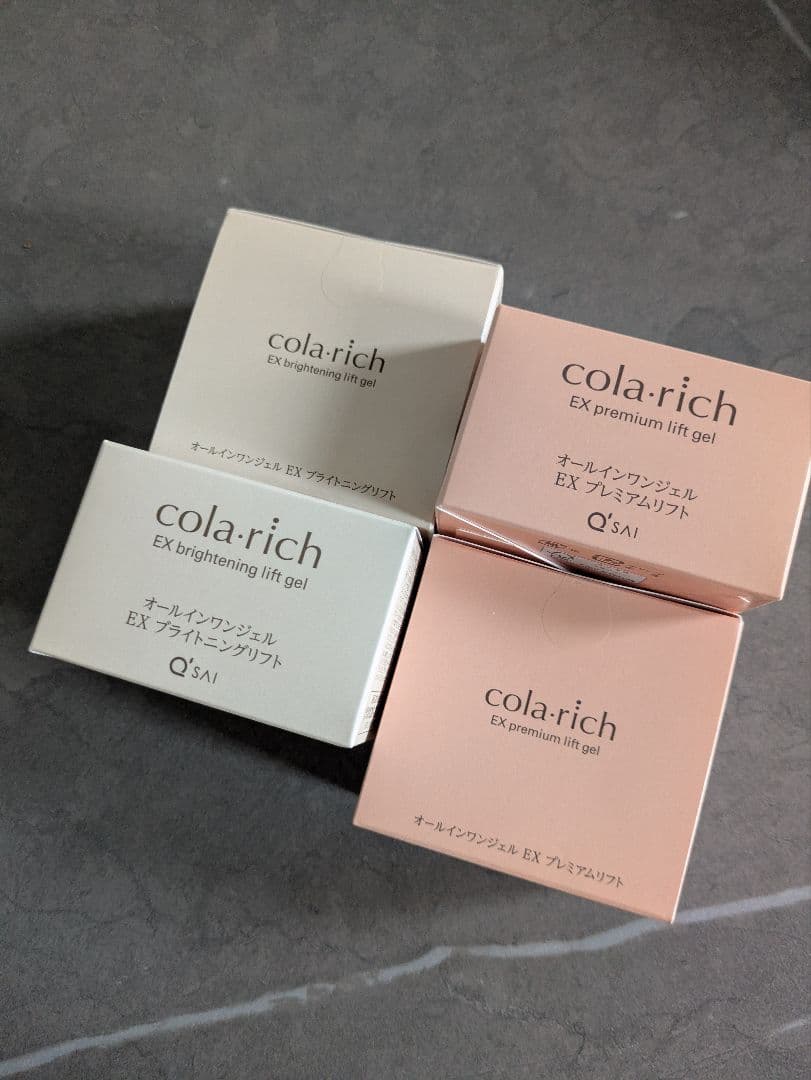 cola·rich
EX brightening lift gel
オールインワンジェル EX ブライトニングリフト
cola·rich
EX premium lift gel
オールインワンジェル
EX プレミアムリフト
Q'SAI
cola·rich
EX brightening lift gel
オールインワンジェル
EX ブライトニングリフト
Q'SAI
cola·rich
EX premium lift gel
オールインワンジェル EX プレミアムリフト